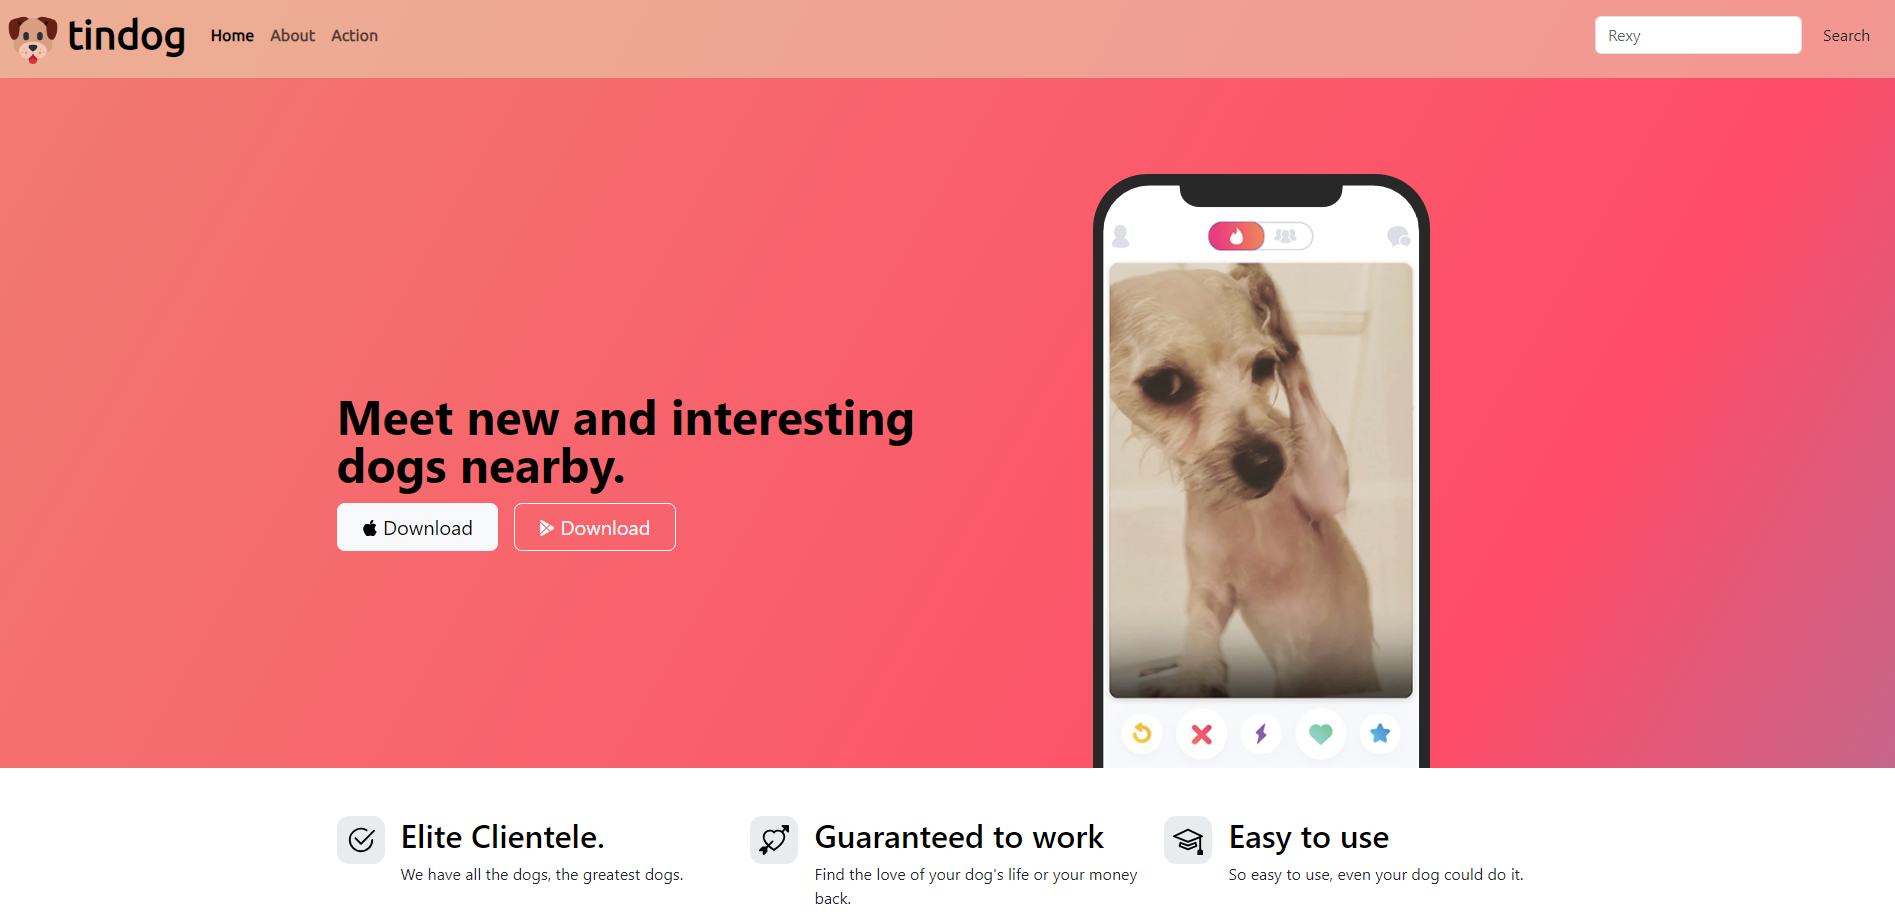 tindog
Home
About
Action
Rexy
Search
Meet new and interesting
dogs nearby.
Download
Download
Elite Clientele.
We have all the dogs, the greatest dogs.
Guaranteed to work
Find the love of your dog's life or your money
back.
Easy to use
So easy to use, even your dog could do it.